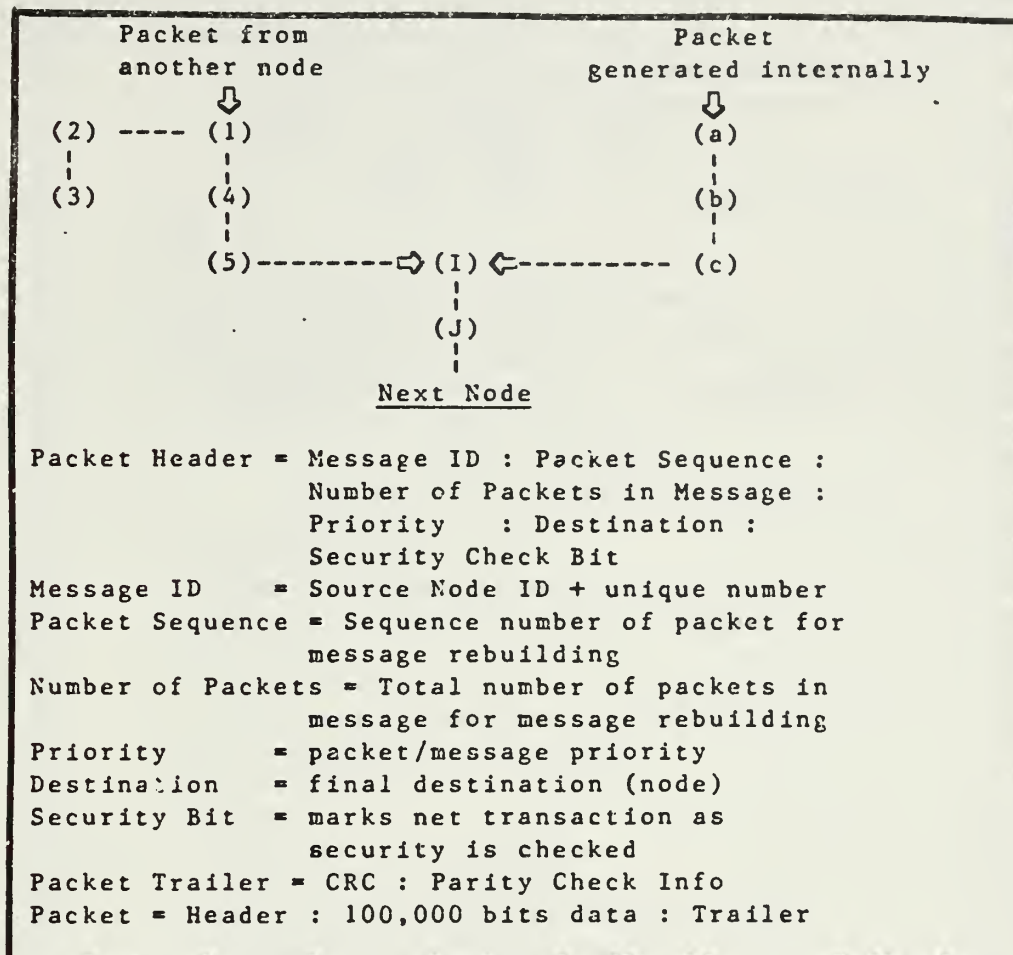 Packet from Packet
another node generated internally
(2) ---- (1) (a)
(3) (4) (b)
(5)--------⇨ (I) ⇦---------- (c)
(J)
Next Node
Packet Header = Message ID : Packet Sequence :
Number of Packets in Message :
Priority : Destination :
Security Check Bit
Message ID = Source Node ID + unique number
Packet Sequence = Sequence number of packet for
message rebuilding
Number of Packets = Total number of packets in
message for message rebuilding
Priority = packet/message priority
Destination = final destination (node)
Security Bit = marks net transaction as
security is checked
Packet Trailer = CRC : Parity Check Info
Packet = Header : 100,000 bits data : Trailer